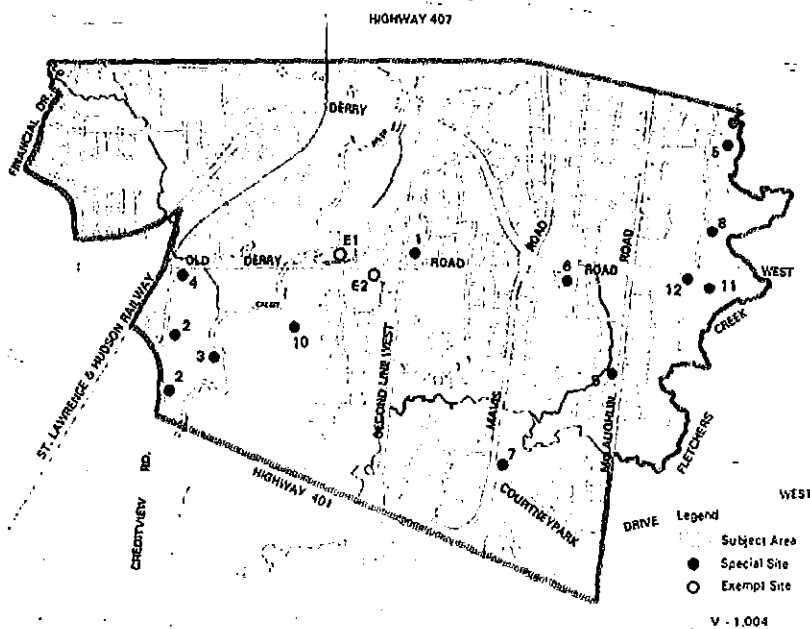 HIGHWAY 407
FINANCIAL DR.
DERRY
5
E1
1
8
OLD DERRY ROAD
ROAD
ROAD
ROAD
WEST
4
E2
6
12
11
CREEK
2
10
3
SECOND LINE WEST
2
ST. LAWRENCE & HUDSON RAILWAY
MAVIS
McLAUGHLIN
FLETCHERS
7
HIGHWAY 401
COURTNEYPARK
DRIVE
WEST
CREDITVIEW RD.
Legend
Subject Area
Special Site
Exempt Site
V - 1.004